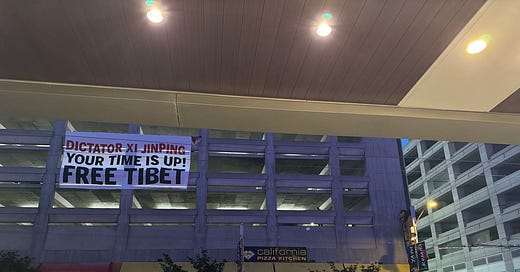 DICTATOR XI JINPING
YOUR TIME IS UP!
FREE TIBET
california
PIZZA KITCHEN